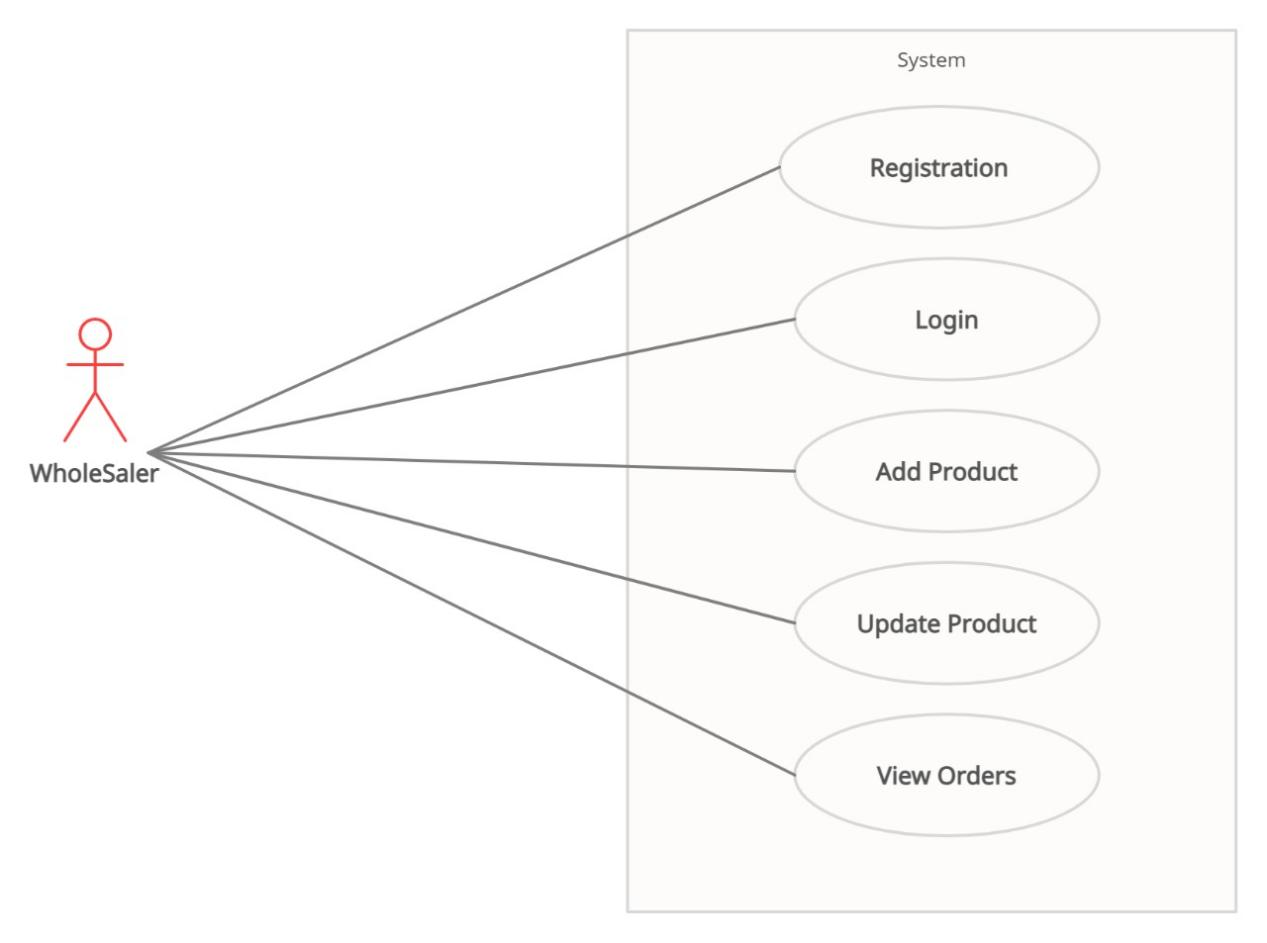 System
Registration
Login
WholeSaler
Add Product
Update Product
View Orders